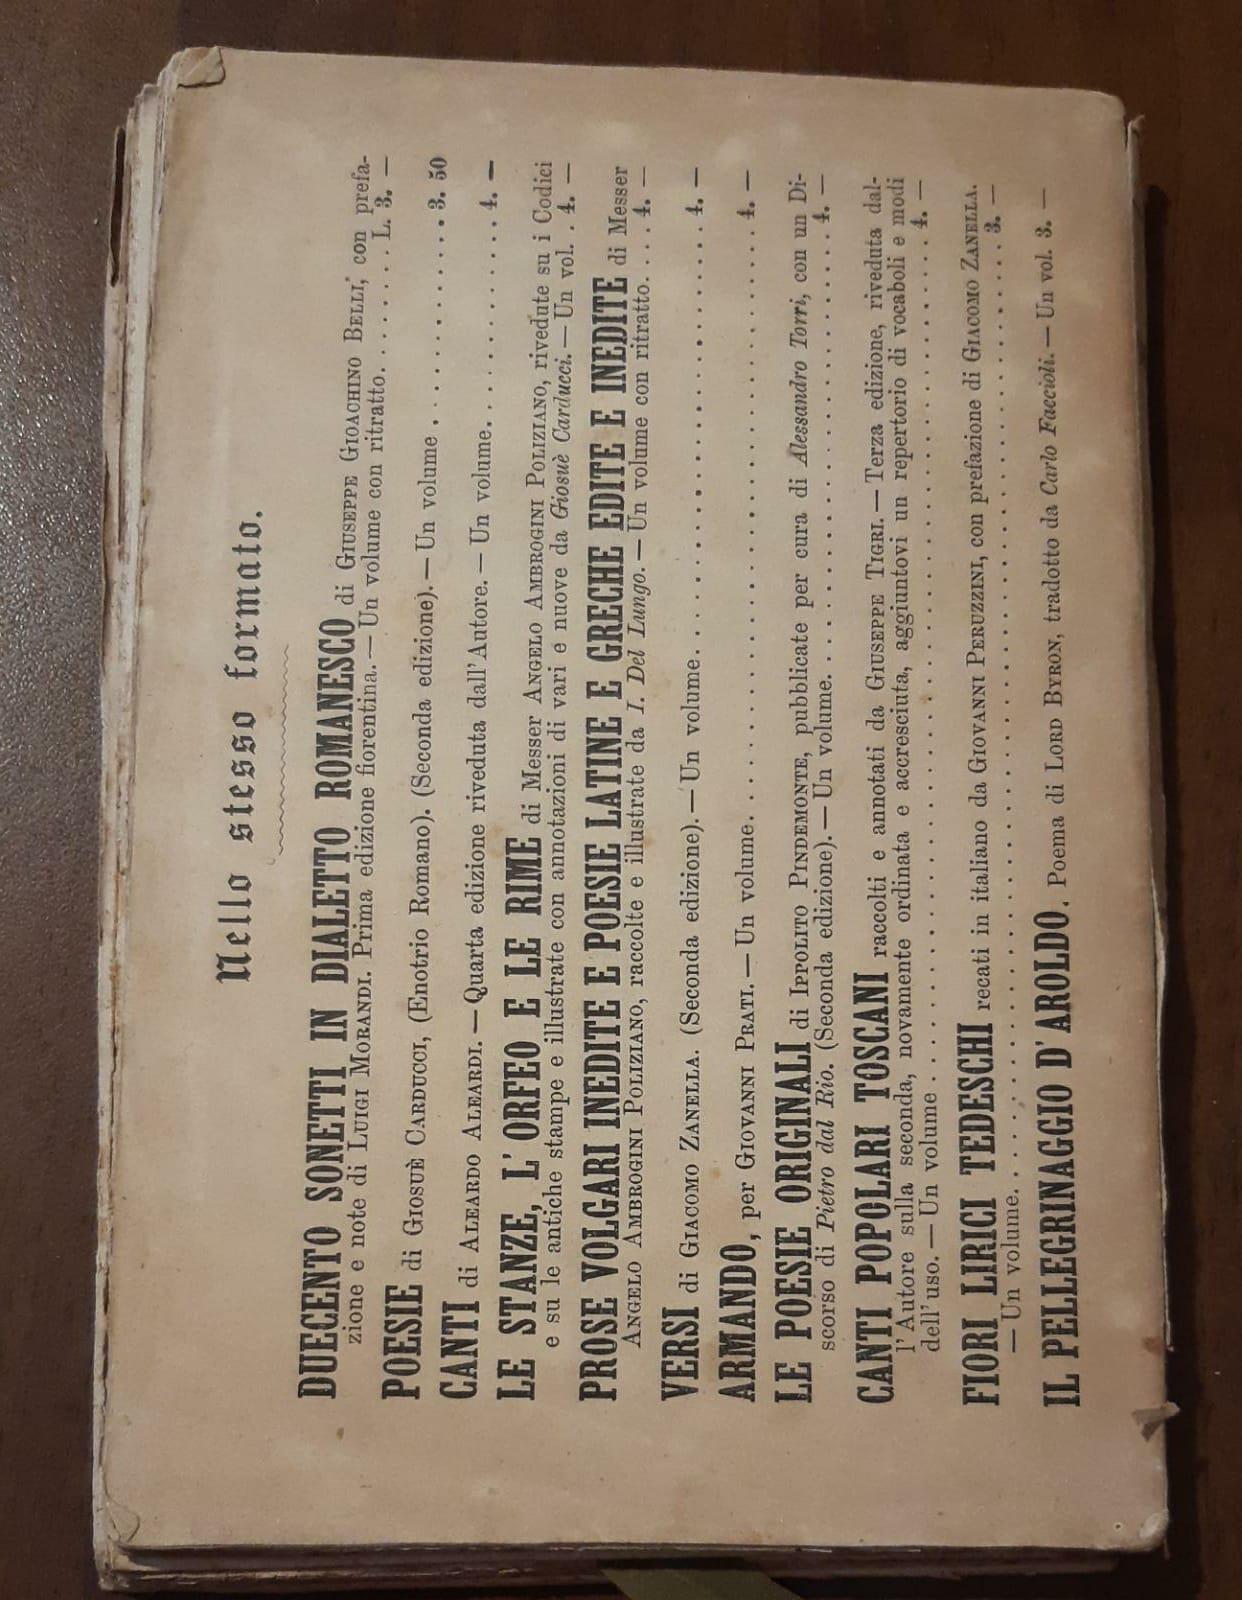 Nello stesso formato.
DUECENTO SONETTI IN DIALETTO ROMANESCO di GIUSEPPE GIOACHINO BELLI, con prefa-
zione e note di LUIGI MORANDI. Prima edizione fiorentina. — Un volume con ritratto. . . . . . . . L. 3. —
POESIE di GIOSUÈ CARDUCCI, (Enotrio Romano). (Seconda edizione). — Un volume . . . . . . . . . . 3. 50
CANTI di ALEARDO ALEARDI. — Quarta edizione riveduta dall'Autore. — Un volume. . . . . . . . . . . 4. —
LE STANZE, L'ORFEO E LE RIME di Messer ANGELO AMBROGINI POLIZIANO, rivedute su i Codici
e su le antiche stampe e illustrate con annotazioni di vari e nuove da Giosuè Carducci. — Un vol. . 4. —
PROSE VOLGARI INEDITE E POESIE LATINE E GRECHE EDITE E INEDITE di Messer
ANGELO AMBROGINI POLIZIANO, raccolte e illustrate da I. Del Lungo. — Un volume con ritratto. . . . 4. —
VERSI di GIACOMO ZANELLA. (Seconda edizione). — Un volume. . . . . . . . . . . . . . . . . . . . . . 4. —
ARMANDO, per GIOVANNI PRATI. — Un volume. . . . . . . . . . . . . . . . . . . . . . . . . . . . . . 4. —
LE POESIE ORIGINALI di IPPOLITO PINDEMONTE, pubblicate per cura di Alessandro Torri, con un Di-
scorso di Pietro dal Rio. (Seconda edizione). — Un volume. . . . . . . . . . . . . . . . . . . . . . 4. —
CANTI POPOLARI TOSCANI raccolti e annotati da GIUSEPPE TIGRI. — Terza edizione, riveduta dal-
l'Autore sulla seconda, novamente ordinata e accresciuta, aggiuntovi un repertorio di vocaboli e modi
dell'uso. — Un volume . . . . . . . . . . . . . . . . . . . . . . . . . . . . . . . . . 4. —
FIORI LIRICI TEDESCHI recati in italiano da GIOVANNI PERUZZINI, con prefazione di GIACOMO ZANELLA.
— Un volume. . . . . . . . . . . . . . . . . . . . . . . . . . . . . . . . . . . . . . 3. —
IL PELLEGRINAGGIO D'AROLDO. Poema di LORD BYRON, tradotto da Carlo Faccioli. — Un vol. 3. —